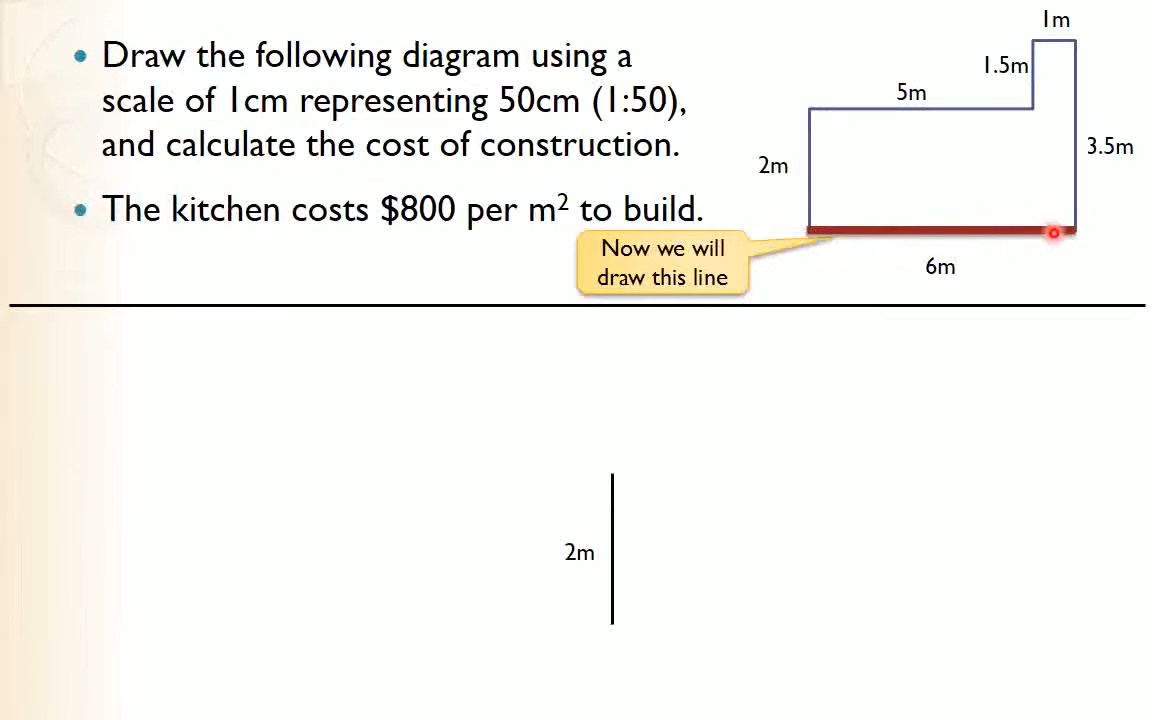 • Draw the following diagram using a
scale of 1cm representing 50cm (1:50),
and calculate the cost of construction.
• The kitchen costs $800 per m² to build.
1m
1.5m
5m
3.5m
2m
Now we will
draw this line
6m
2m